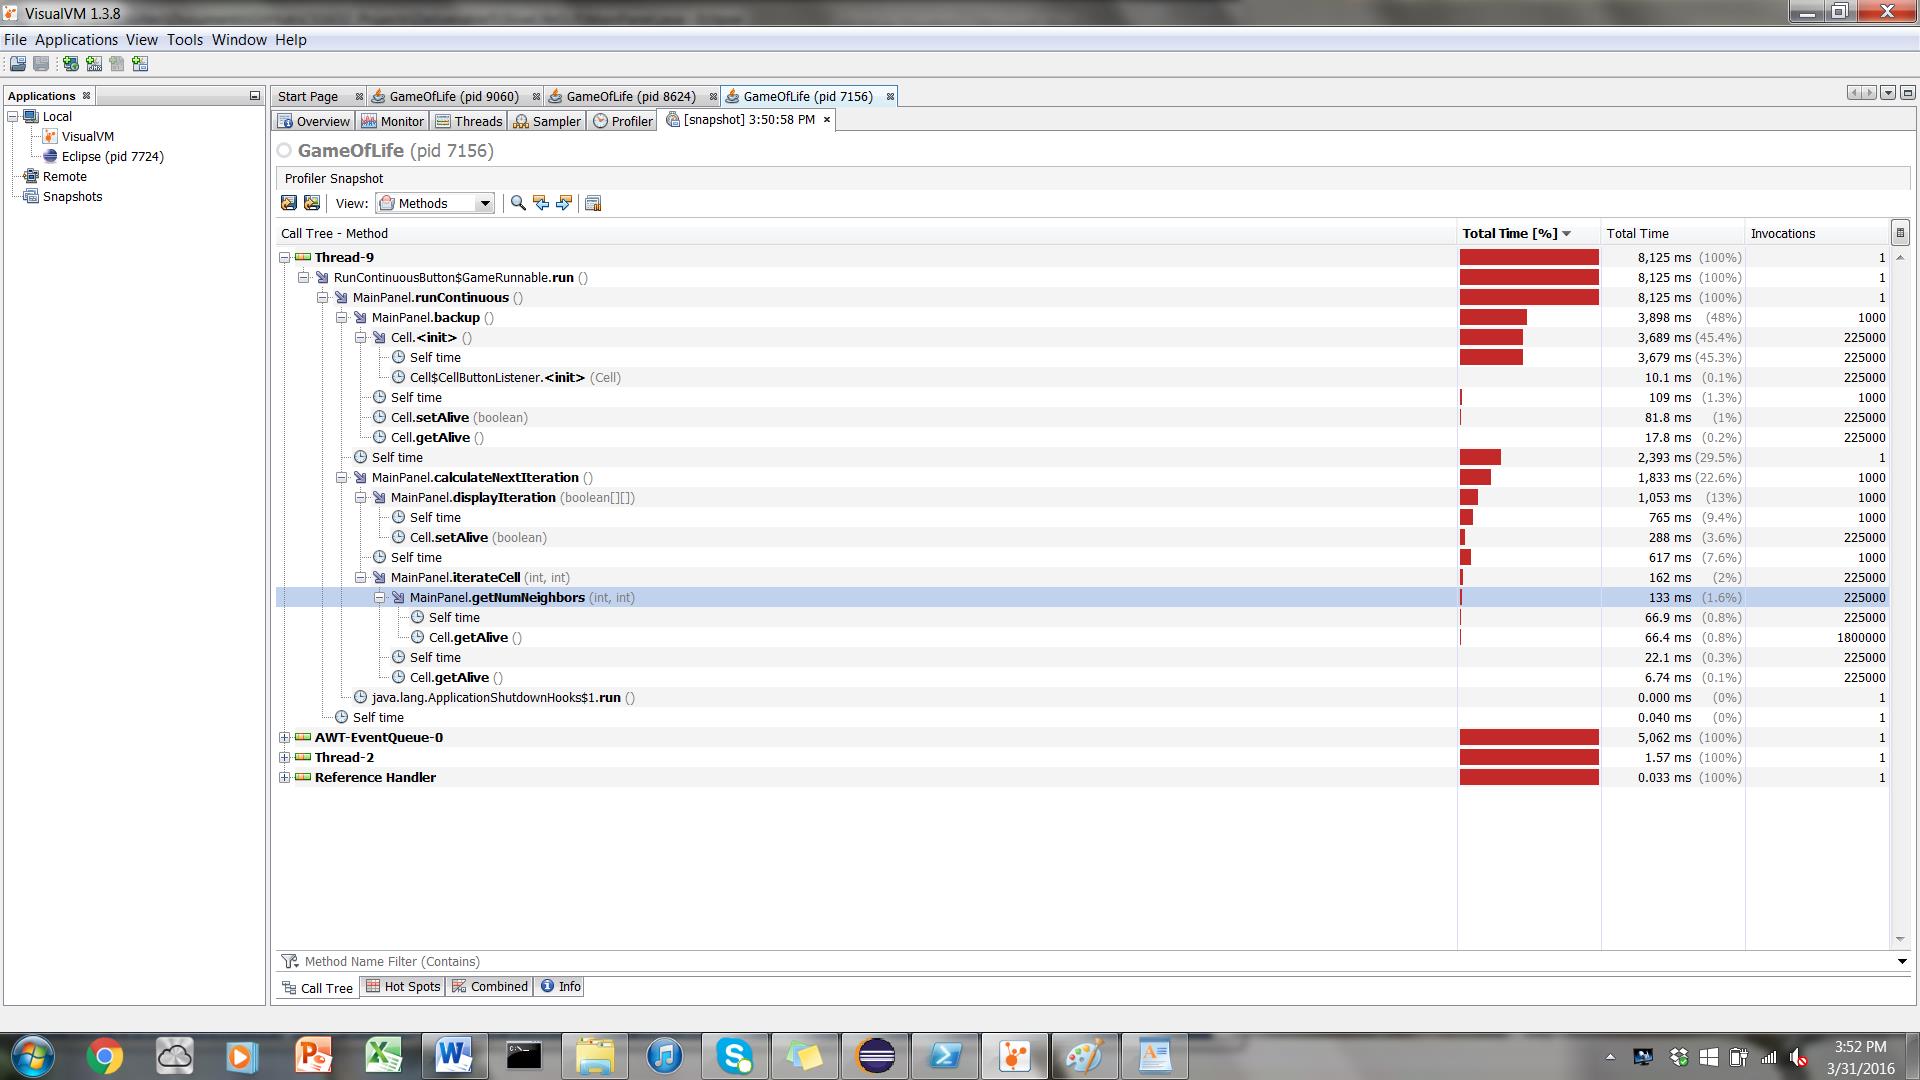 VisualVM 1.3.8
File Applications View Tools Window Help
Applications
Local
VisualVM
Eclipse (pid 7724)
Remote
Snapshots
Start Page GameOfLife (pid 9060) GameOfLife (pid 8624) GameOfLife (pid 7156)
Overview Monitor Threads Sampler Profiler [snapshot] 3:50:58 PM
GameOfLife (pid 7156)
Profiler Snapshot
View: Methods
Call Tree - Method Total Time [%] Total Time Invocations
Thread-9 8,125 ms (100%) 1
RunContinuousButton$GameRunnable.run () 8,125 ms (100%) 1
MainPanel.runContinuous () 8,125 ms (100%) 1
MainPanel.backup () 3,898 ms (48%) 1000
Cell.<init> () 3,689 ms (45.4%) 225000
Self time 3,679 ms (45.3%) 225000
Cell$CellButtonListener.<init> (Cell) 10.1 ms (0.1%) 225000
Self time 109 ms (1.3%) 1000
Cell.setAlive (boolean) 81.8 ms (1%) 225000
Cell.getAlive () 17.8 ms (0.2%) 225000
Self time 2,393 ms (29.5%) 1
MainPanel.calculateNextIteration () 1,833 ms (22.6%) 1000
MainPanel.displayIteration (boolean[][]) 1,053 ms (13%) 1000
Self time 765 ms (9.4%) 1000
Cell.setAlive (boolean) 288 ms (3.6%) 225000
Self time 617 ms (7.6%) 1000
MainPanel.iterateCell (int, int) 162 ms (2%) 225000
MainPanel.getNumNeighbors (int, int) 133 ms (1.6%) 225000
Self time 66.9 ms (0.8%) 225000
Cell.getAlive () 66.4 ms (0.8%) 1800000
Self time 22.1 ms (0.3%) 225000
Cell.getAlive () 6.74 ms (0.1%) 225000
java.lang.ApplicationShutdownHooks$1.run () 0.000 ms (0%) 1
Self time 0.040 ms (0%) 1
AWT-EventQueue-0 5,062 ms (100%) 1
Thread-2 1.57 ms (100%) 1
Reference Handler 0.033 ms (100%) 1
Method Name Filter (Contains)
Call Tree Hot Spots Combined Info
3:52 PM
3/31/2016